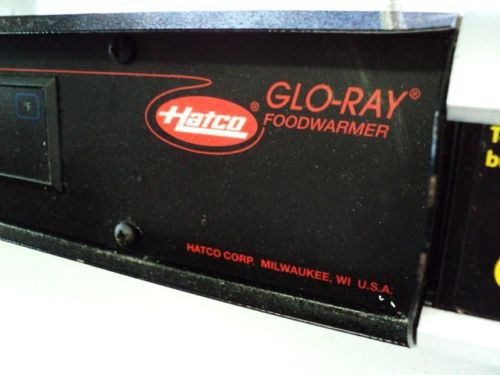 °F
Hatco®
GLO-RAY®
FOODWARMER
HATCO CORP. MILWAUKEE, WI U.S.A.